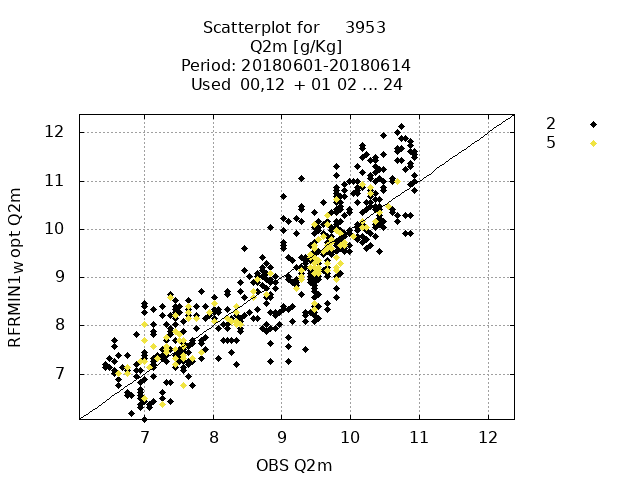 Scatterplot for 3953
Q2m [g/Kg]
Period: 20180601-20180614
Used 00,12 + 01 02 ... 24
2
5
12
11
10
9
8
7
RFRMIN1_W opt Q2m
7 8 9 10 11 12
OBS Q2m